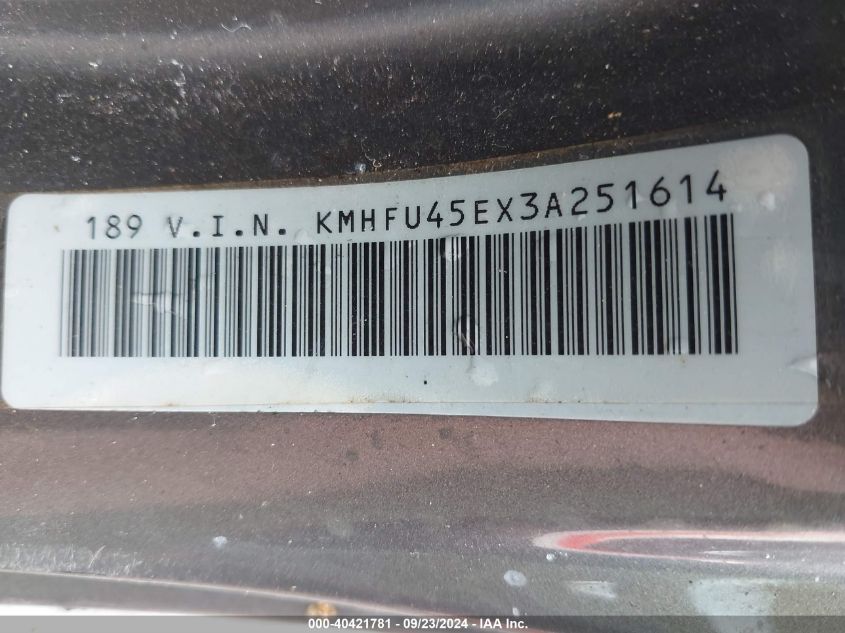 189 V.I.N. KMHFU45EX3A251614
000-40421781 - 09/23/2024 - IAA Inc.